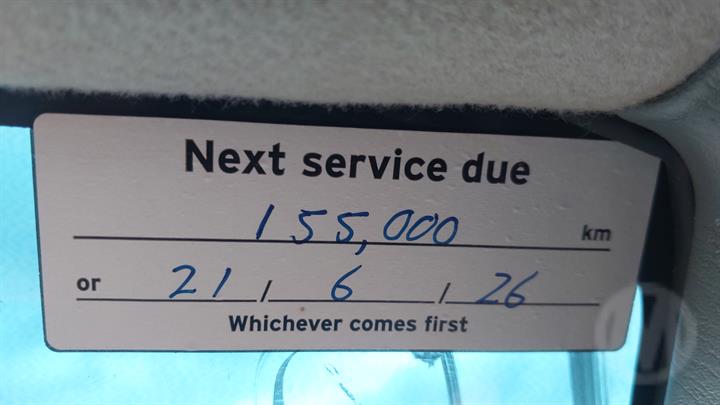 Next service due
155,000 km
or 21 / 6 / 26
Whichever comes first